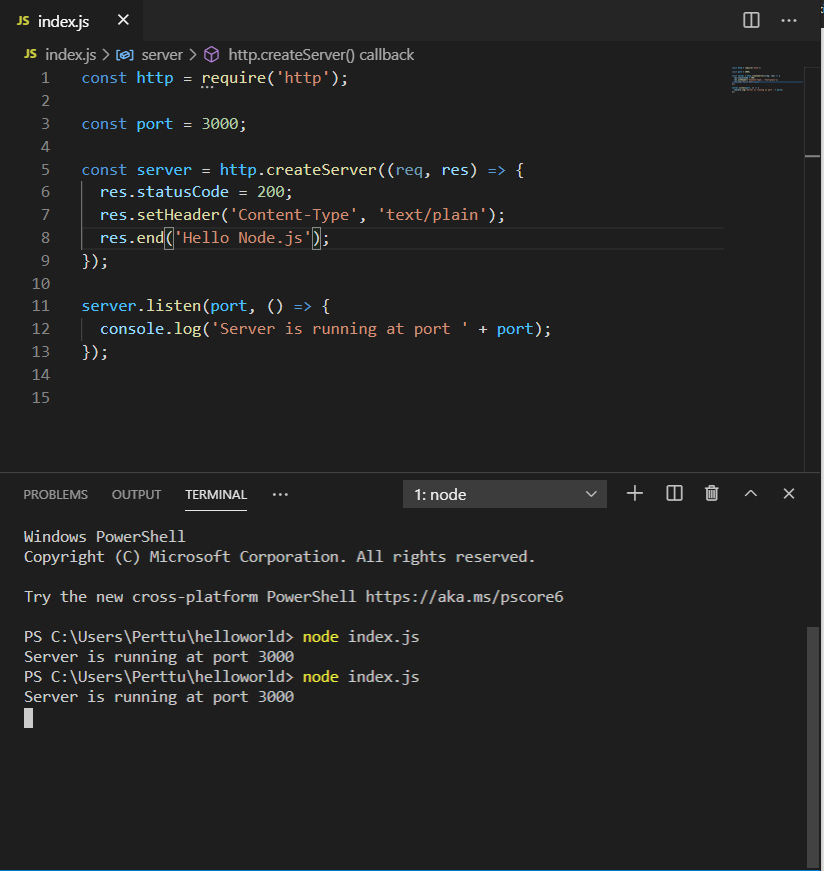 JS index.js
JS index.js > server > http.createServer() callback
1 const http = require('http');
2
3 const port = 3000;
4
5 const server = http.createServer((req, res) => {
6 res.statusCode = 200;
7 res.setHeader('Content-Type', 'text/plain');
8 res.end('Hello Node.js');
9 });
10
11 server.listen(port, () => {
12 console.log('Server is running at port ' + port);
13 });
14
15
PROBLEMS OUTPUT TERMINAL ··· 1: node
Windows PowerShell
Copyright (C) Microsoft Corporation. All rights reserved.
Try the new cross-platform PowerShell https://aka.ms/pscore6
PS C:\Users\Perttu\helloworld> node index.js
Server is running at port 3000
PS C:\Users\Perttu\helloworld> node index.js
Server is running at port 3000